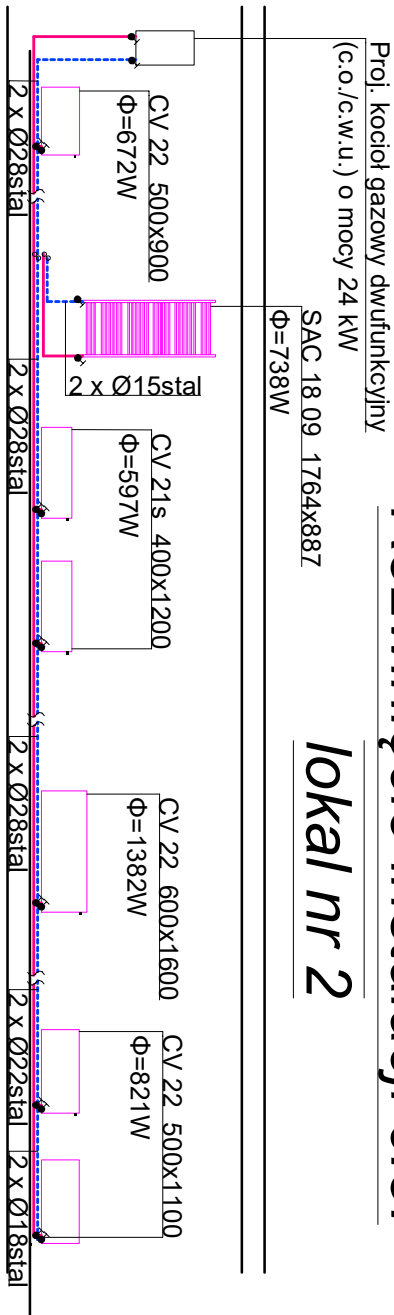 lokal nr 2
Proj. kocioł gazowy dwufunkcyjny
(c.o./c.w.u.) o mocy 24 kW
SAC 18 09 1764x887
Φ=738W
CV 22 500x900
Φ=672W
CV 21s 400x1200
Φ=597W
CV 22 600x1600
Φ=1382W
CV 22 500x1100
Φ=821W
2 x Ø15stal
2 x Ø28stal
2 x Ø28stal
2 x Ø28stal
2 x Ø22stal
2 x Ø18stal